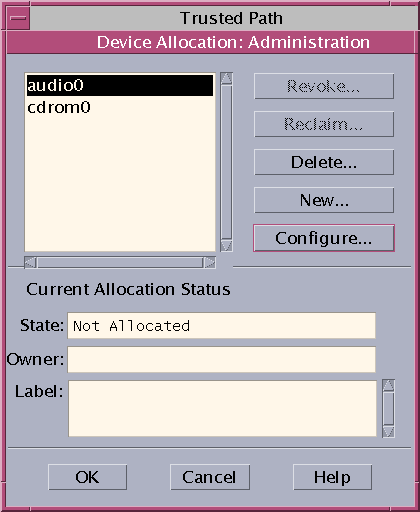 Trusted Path
Device Allocation: Administration
audio0
cdrom0
Revoke...
Reclaim...
Delete...
New...
Configure...
Current Allocation Status
State: Not Allocated
Owner:
Label:
OK Cancel Help